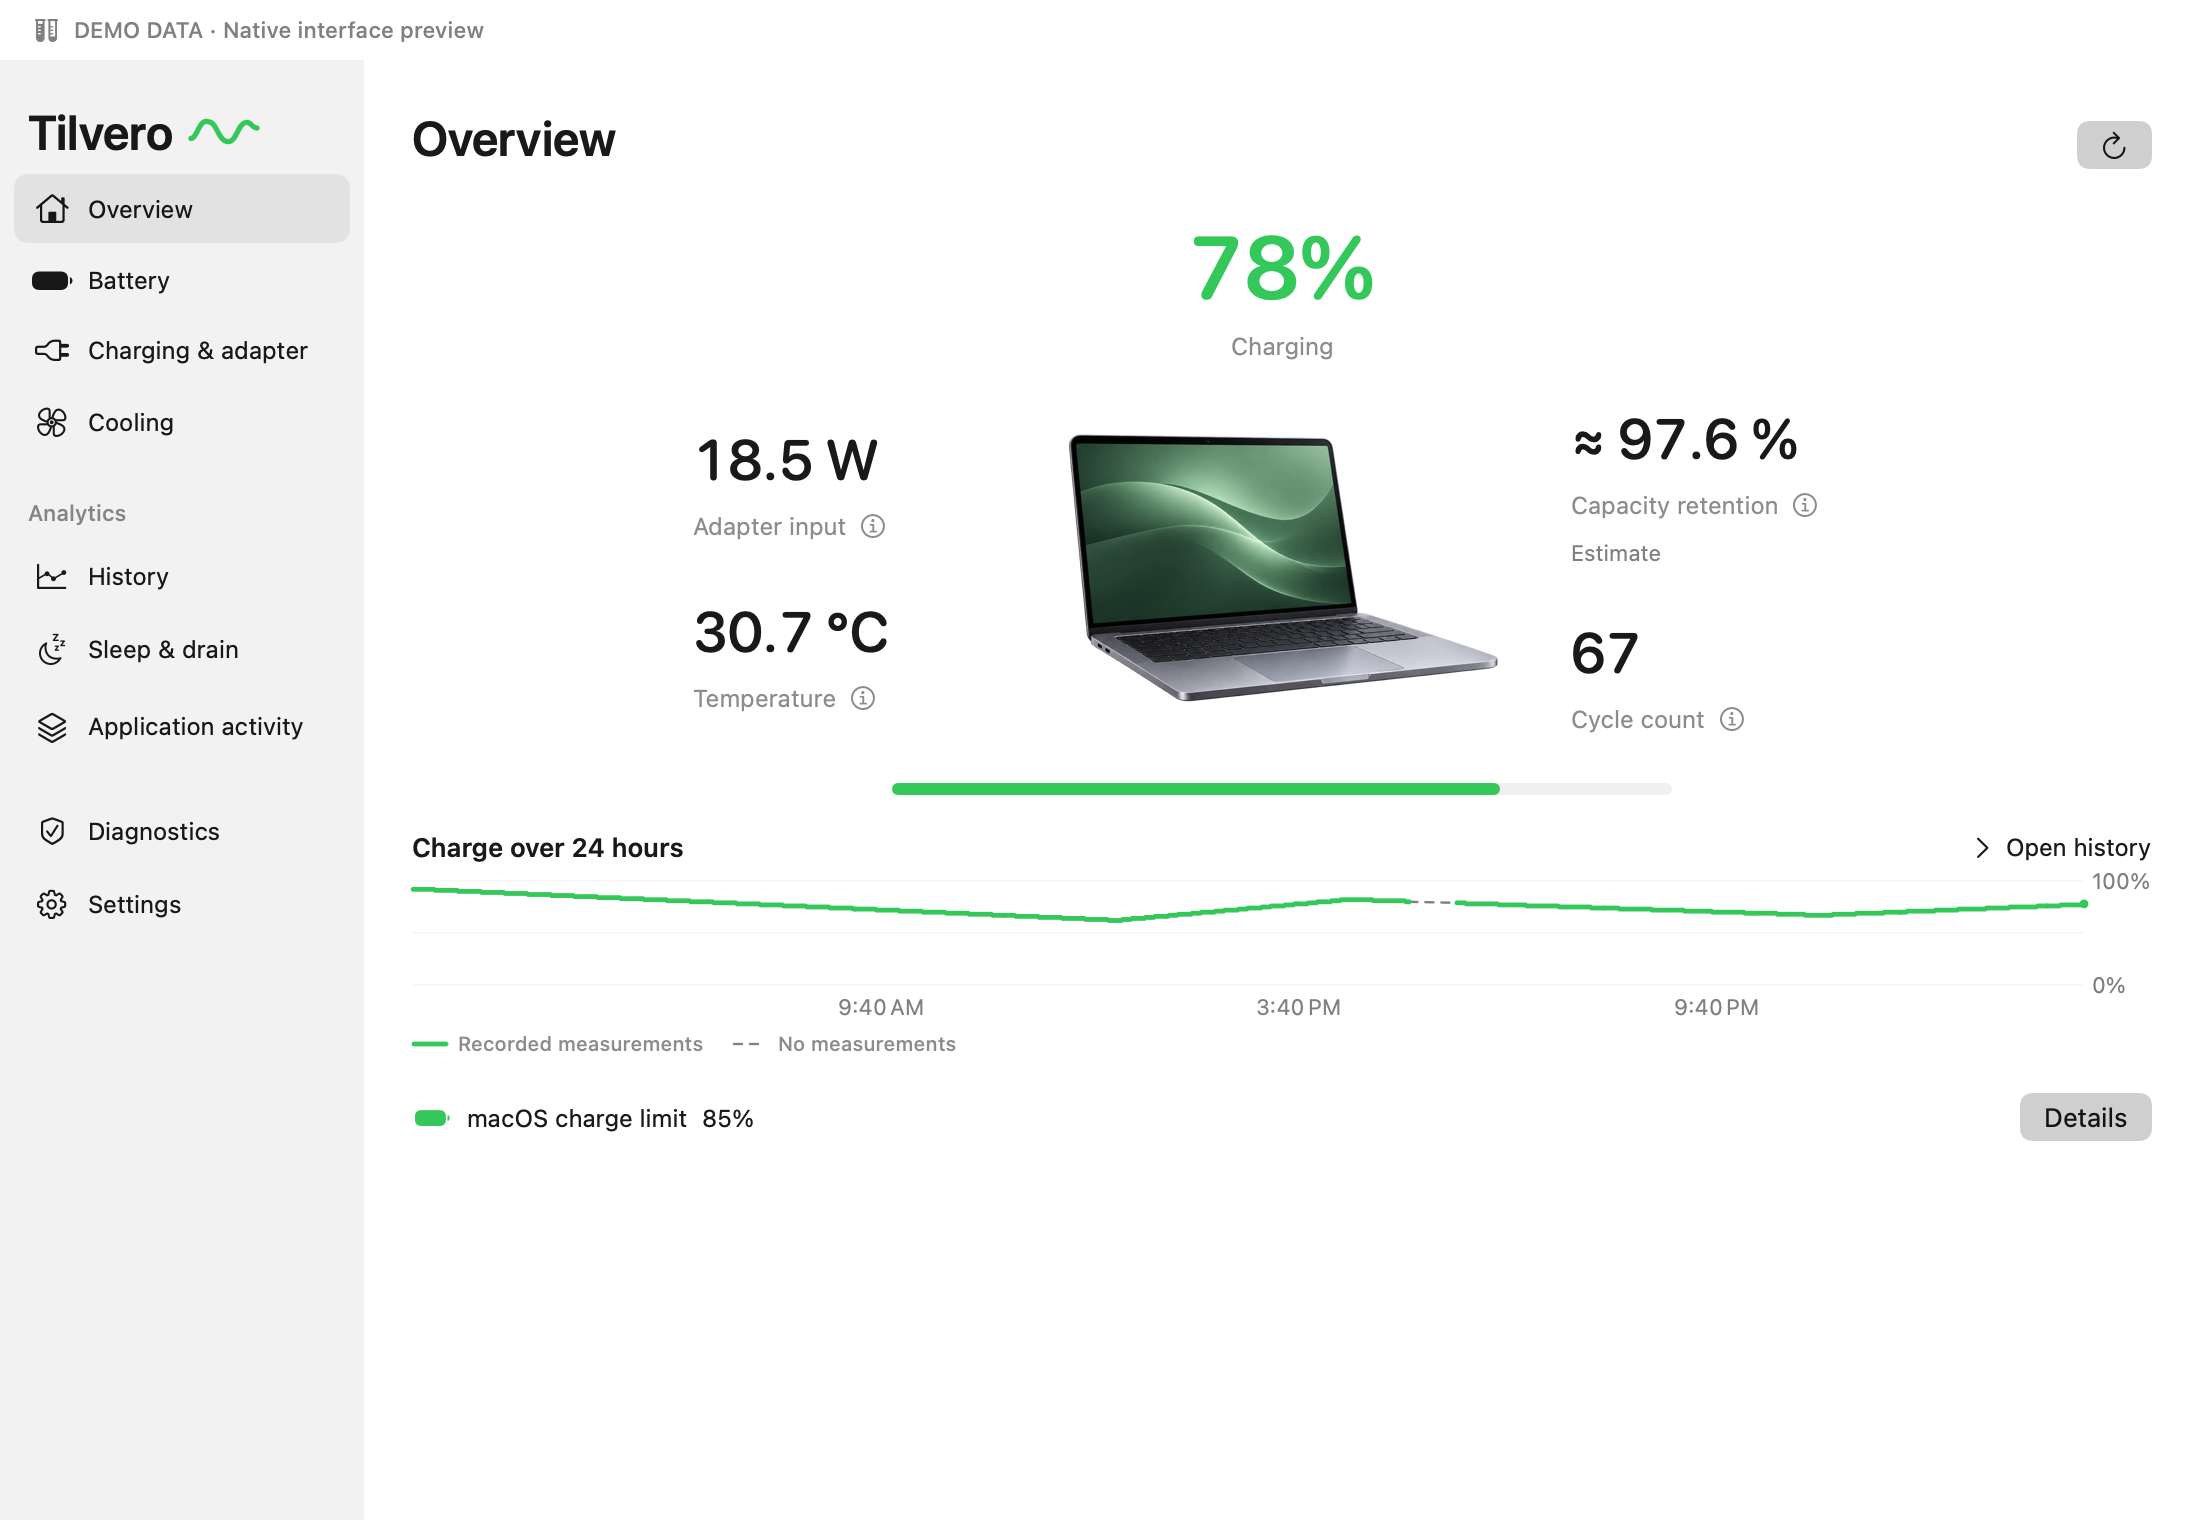 DEMO DATA · Native interface preview
Tilvero
Overview
Battery
Charging & adapter
Cooling
Analytics
History
Sleep & drain
Application activity
Diagnostics
Settings
Overview
78%
Charging
18.5 W
Adapter input
30.7 °C
Temperature
≈ 97.6 %
Capacity retention
Estimate
67
Cycle count
Charge over 24 hours
Open history
100%
0%
9:40 AM
3:40 PM
9:40 PM
Recorded measurements
No measurements
macOS charge limit 85%
Details